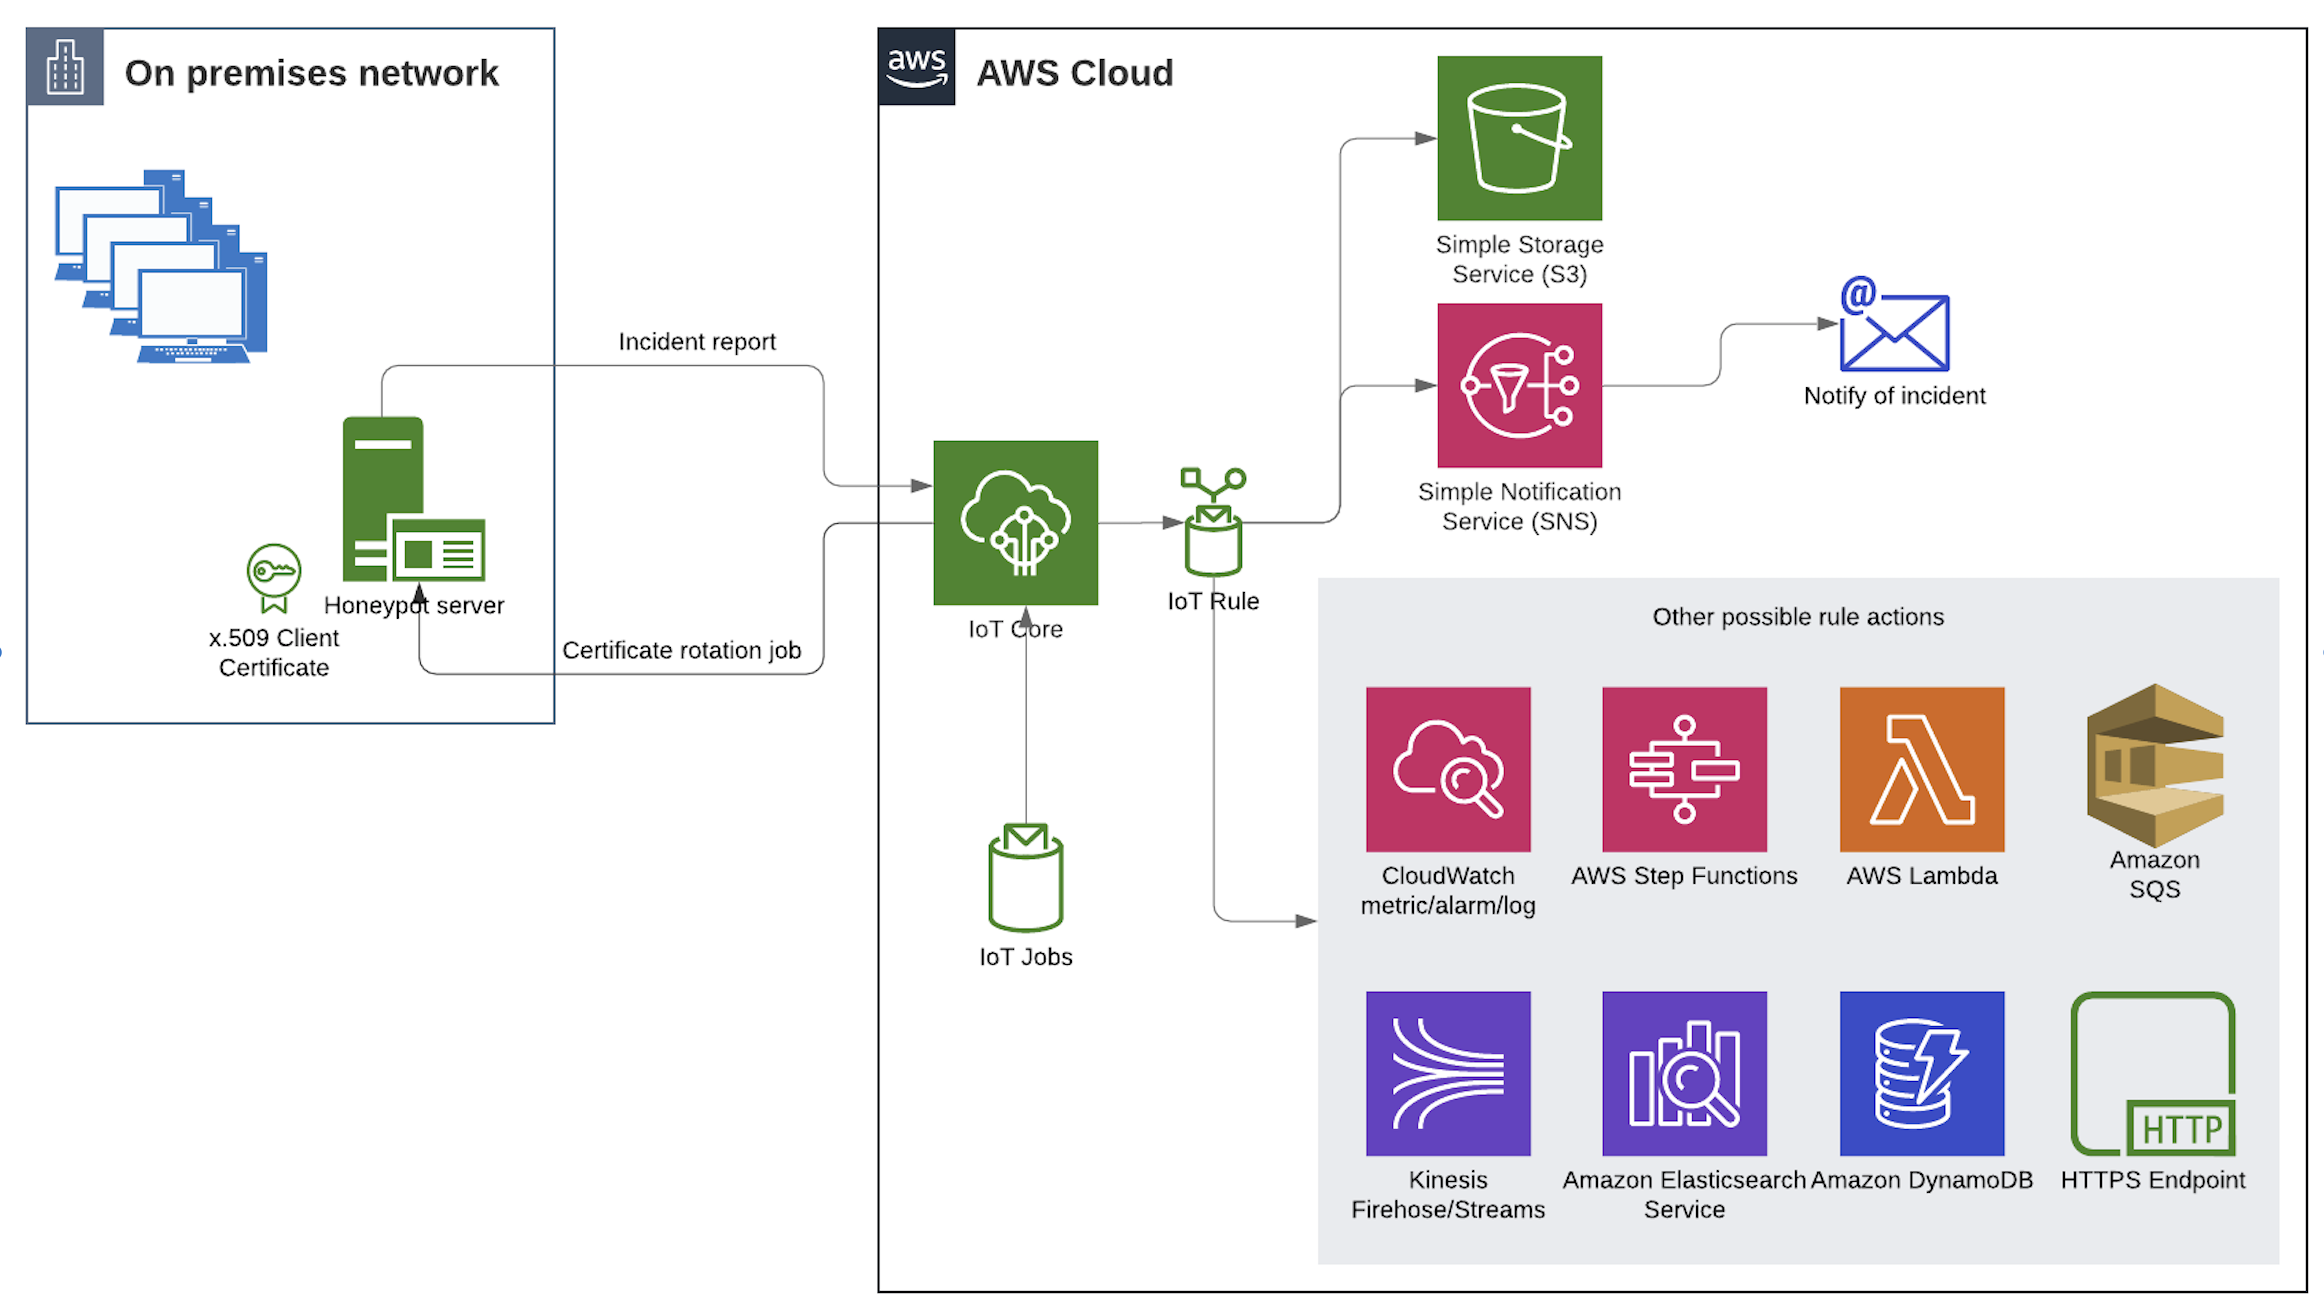 On premises network
aws
AWS Cloud
Simple Storage
Service (S3)
@
Incident report
Notify of incident
Simple Notification
Service (SNS)
Honeypot server
IoT Rule
IoT Core
x.509 Client
Certificate
Certificate rotation job
Other possible rule actions
CloudWatch
metric/alarm/log
AWS Step Functions
AWS Lambda
Amazon
SQS
IoT Jobs
HTTP
Kinesis
Firehose/Streams
Amazon Elasticsearch
Service
Amazon DynamoDB
HTTPS Endpoint